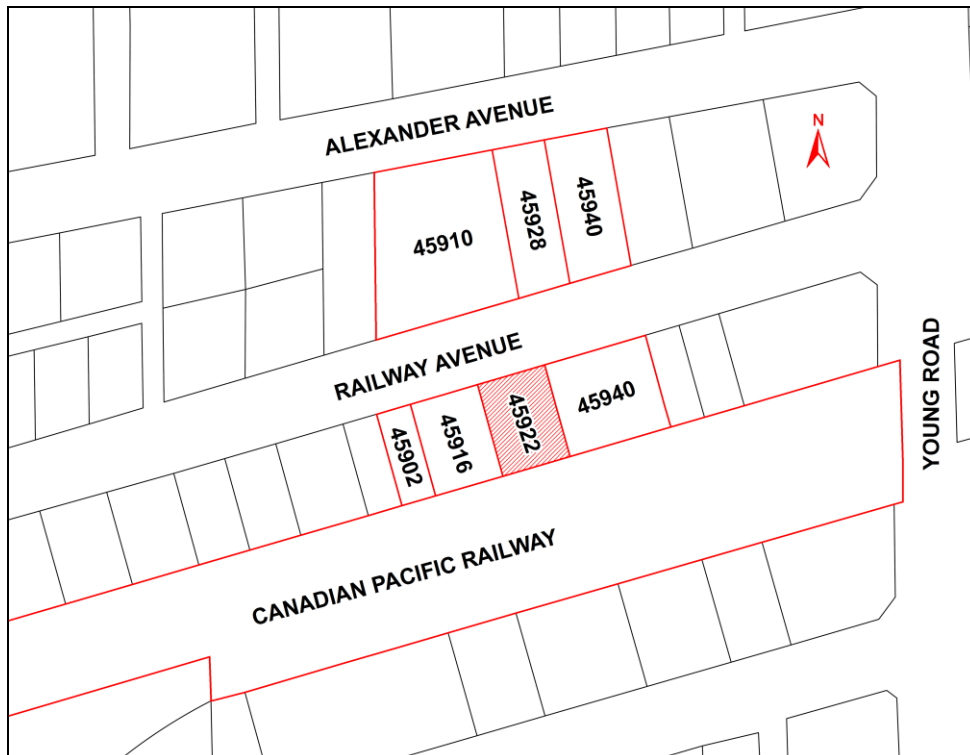 ALEXANDER AVENUE
N
45910
45928
45940
RAILWAY AVENUE
YOUNG ROAD
45902
45916
45922
45940
CANADIAN PACIFIC RAILWAY